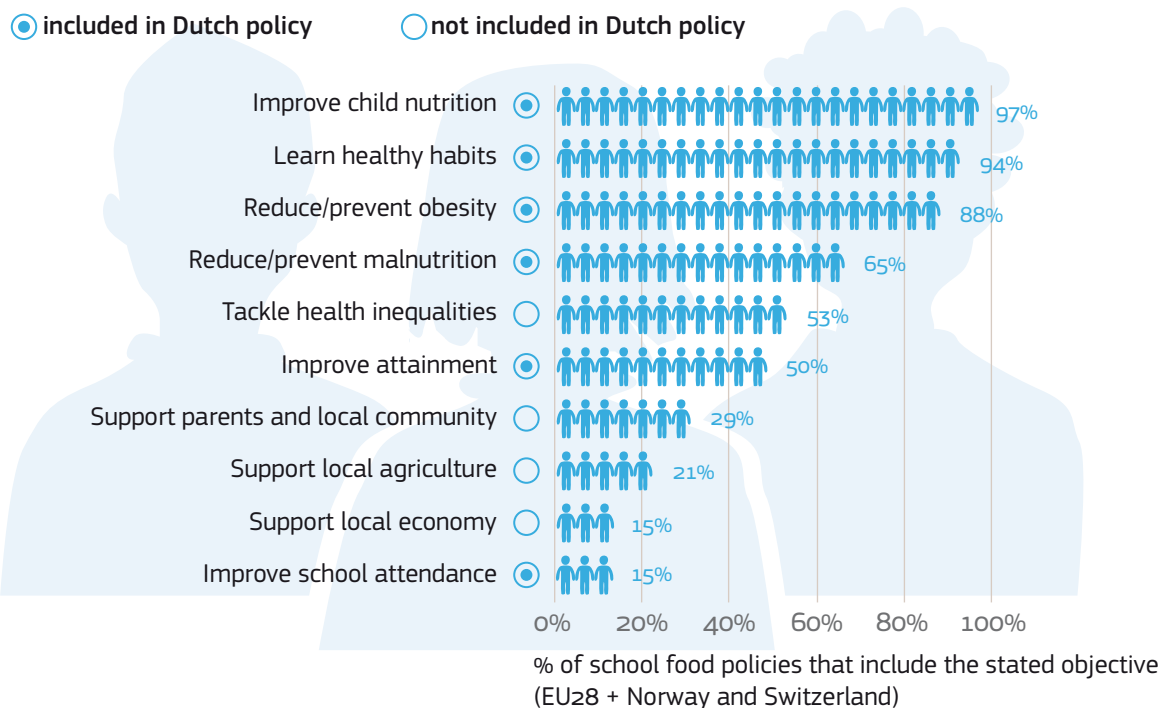 included in Dutch policy not included in Dutch policy
Improve child nutrition 97%
Learn healthy habits 94%
Reduce/prevent obesity 88%
Reduce/prevent malnutrition 65%
Tackle health inequalities 53%
Improve attainment 50%
Support parents and local community 29%
Support local agriculture 21%
Support local economy 15%
Improve school attendance 15%
0% 20% 40% 60% 80% 100%
% of school food policies that include the stated objective
(EU28 + Norway and Switzerland)